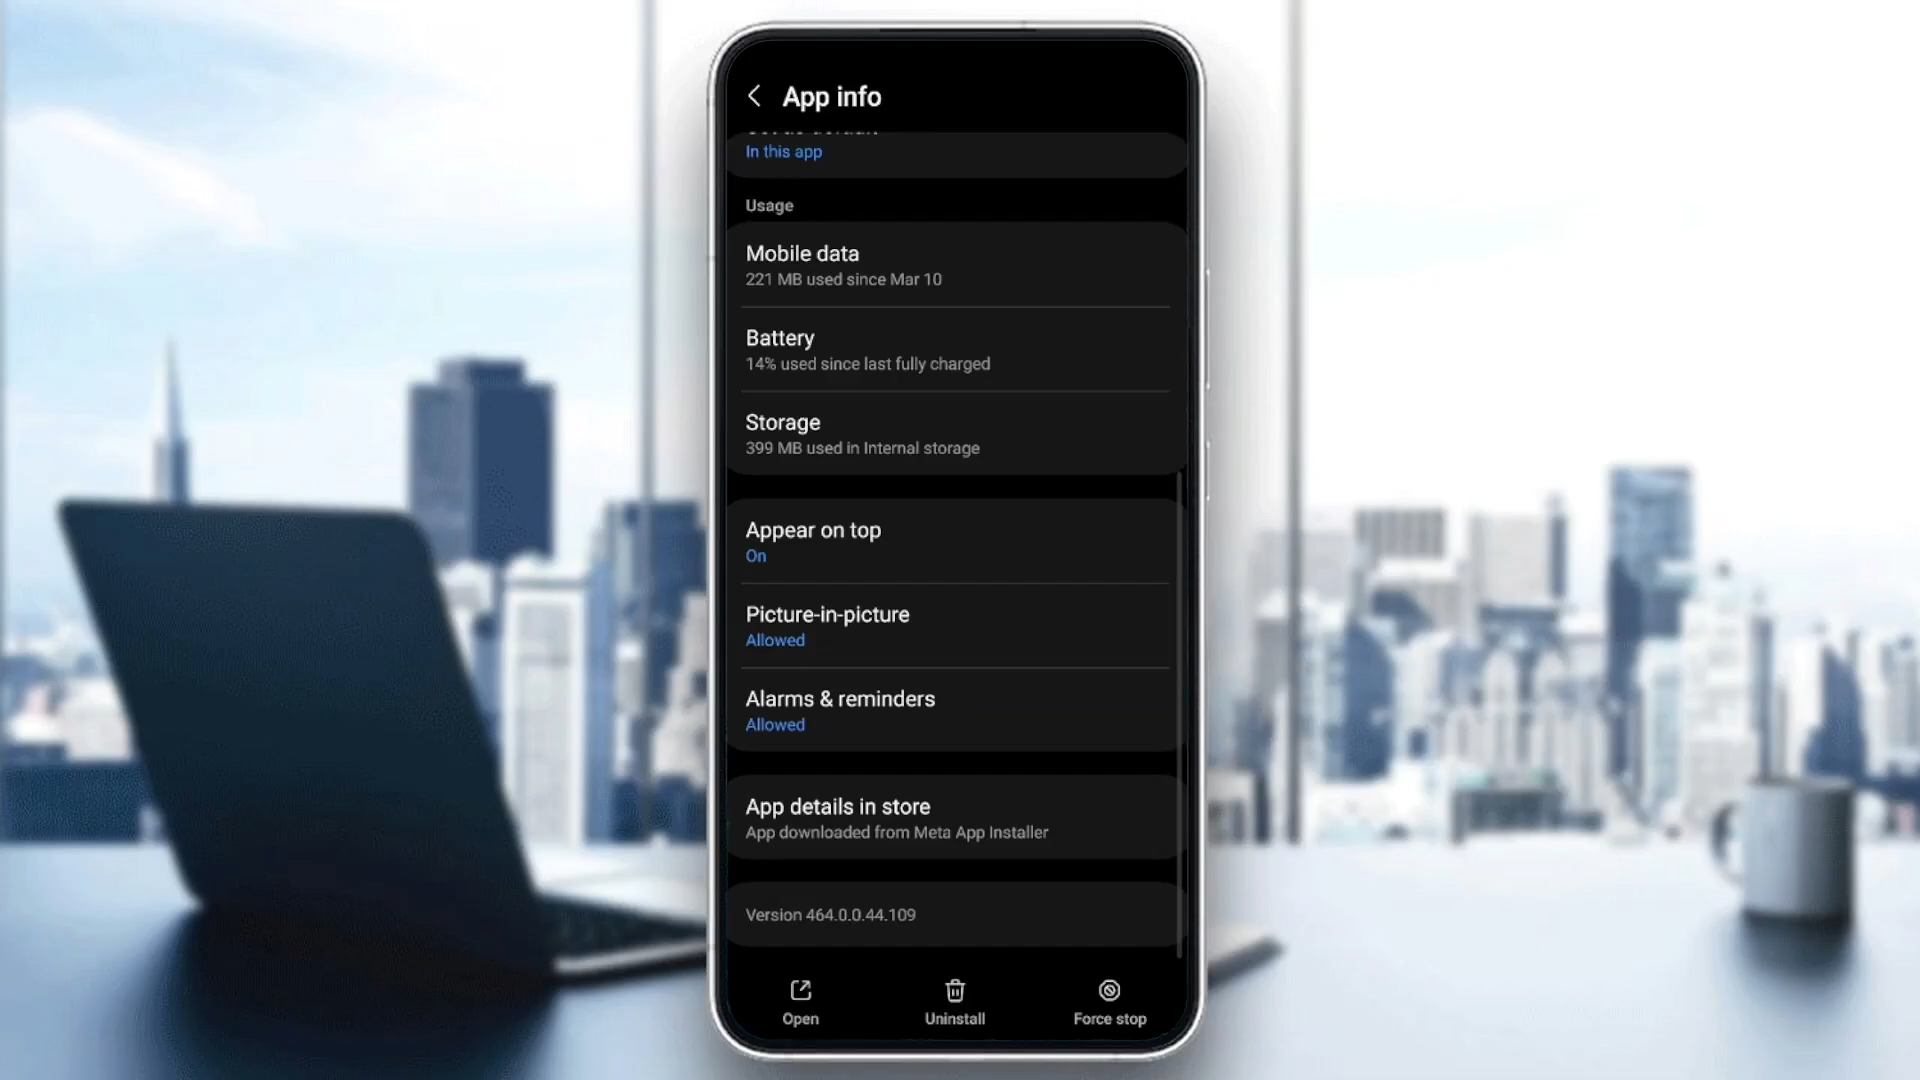 App info
In this app
Usage
Mobile data
221 MB used since Mar 10
Battery
14% used since last fully charged
Storage
399 MB used in Internal storage
Appear on top
On
Picture-in-picture
Allowed
Alarms & reminders
Allowed
App details in store
App downloaded from Meta App Installer
Version 464.0.0.44.109
Open
Uninstall
Force stop